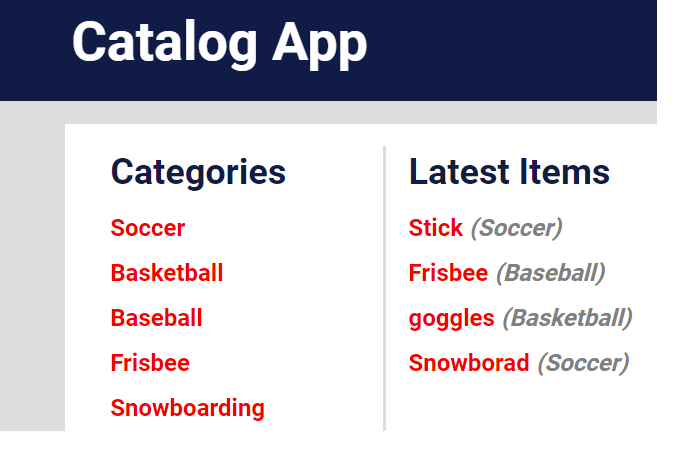 Catalog App
Categories
Soccer
Basketball
Baseball
Frisbee
Snowboarding
Latest Items
Stick (Soccer)
Frisbee (Baseball)
goggles (Basketball)
Snowborad (Soccer)